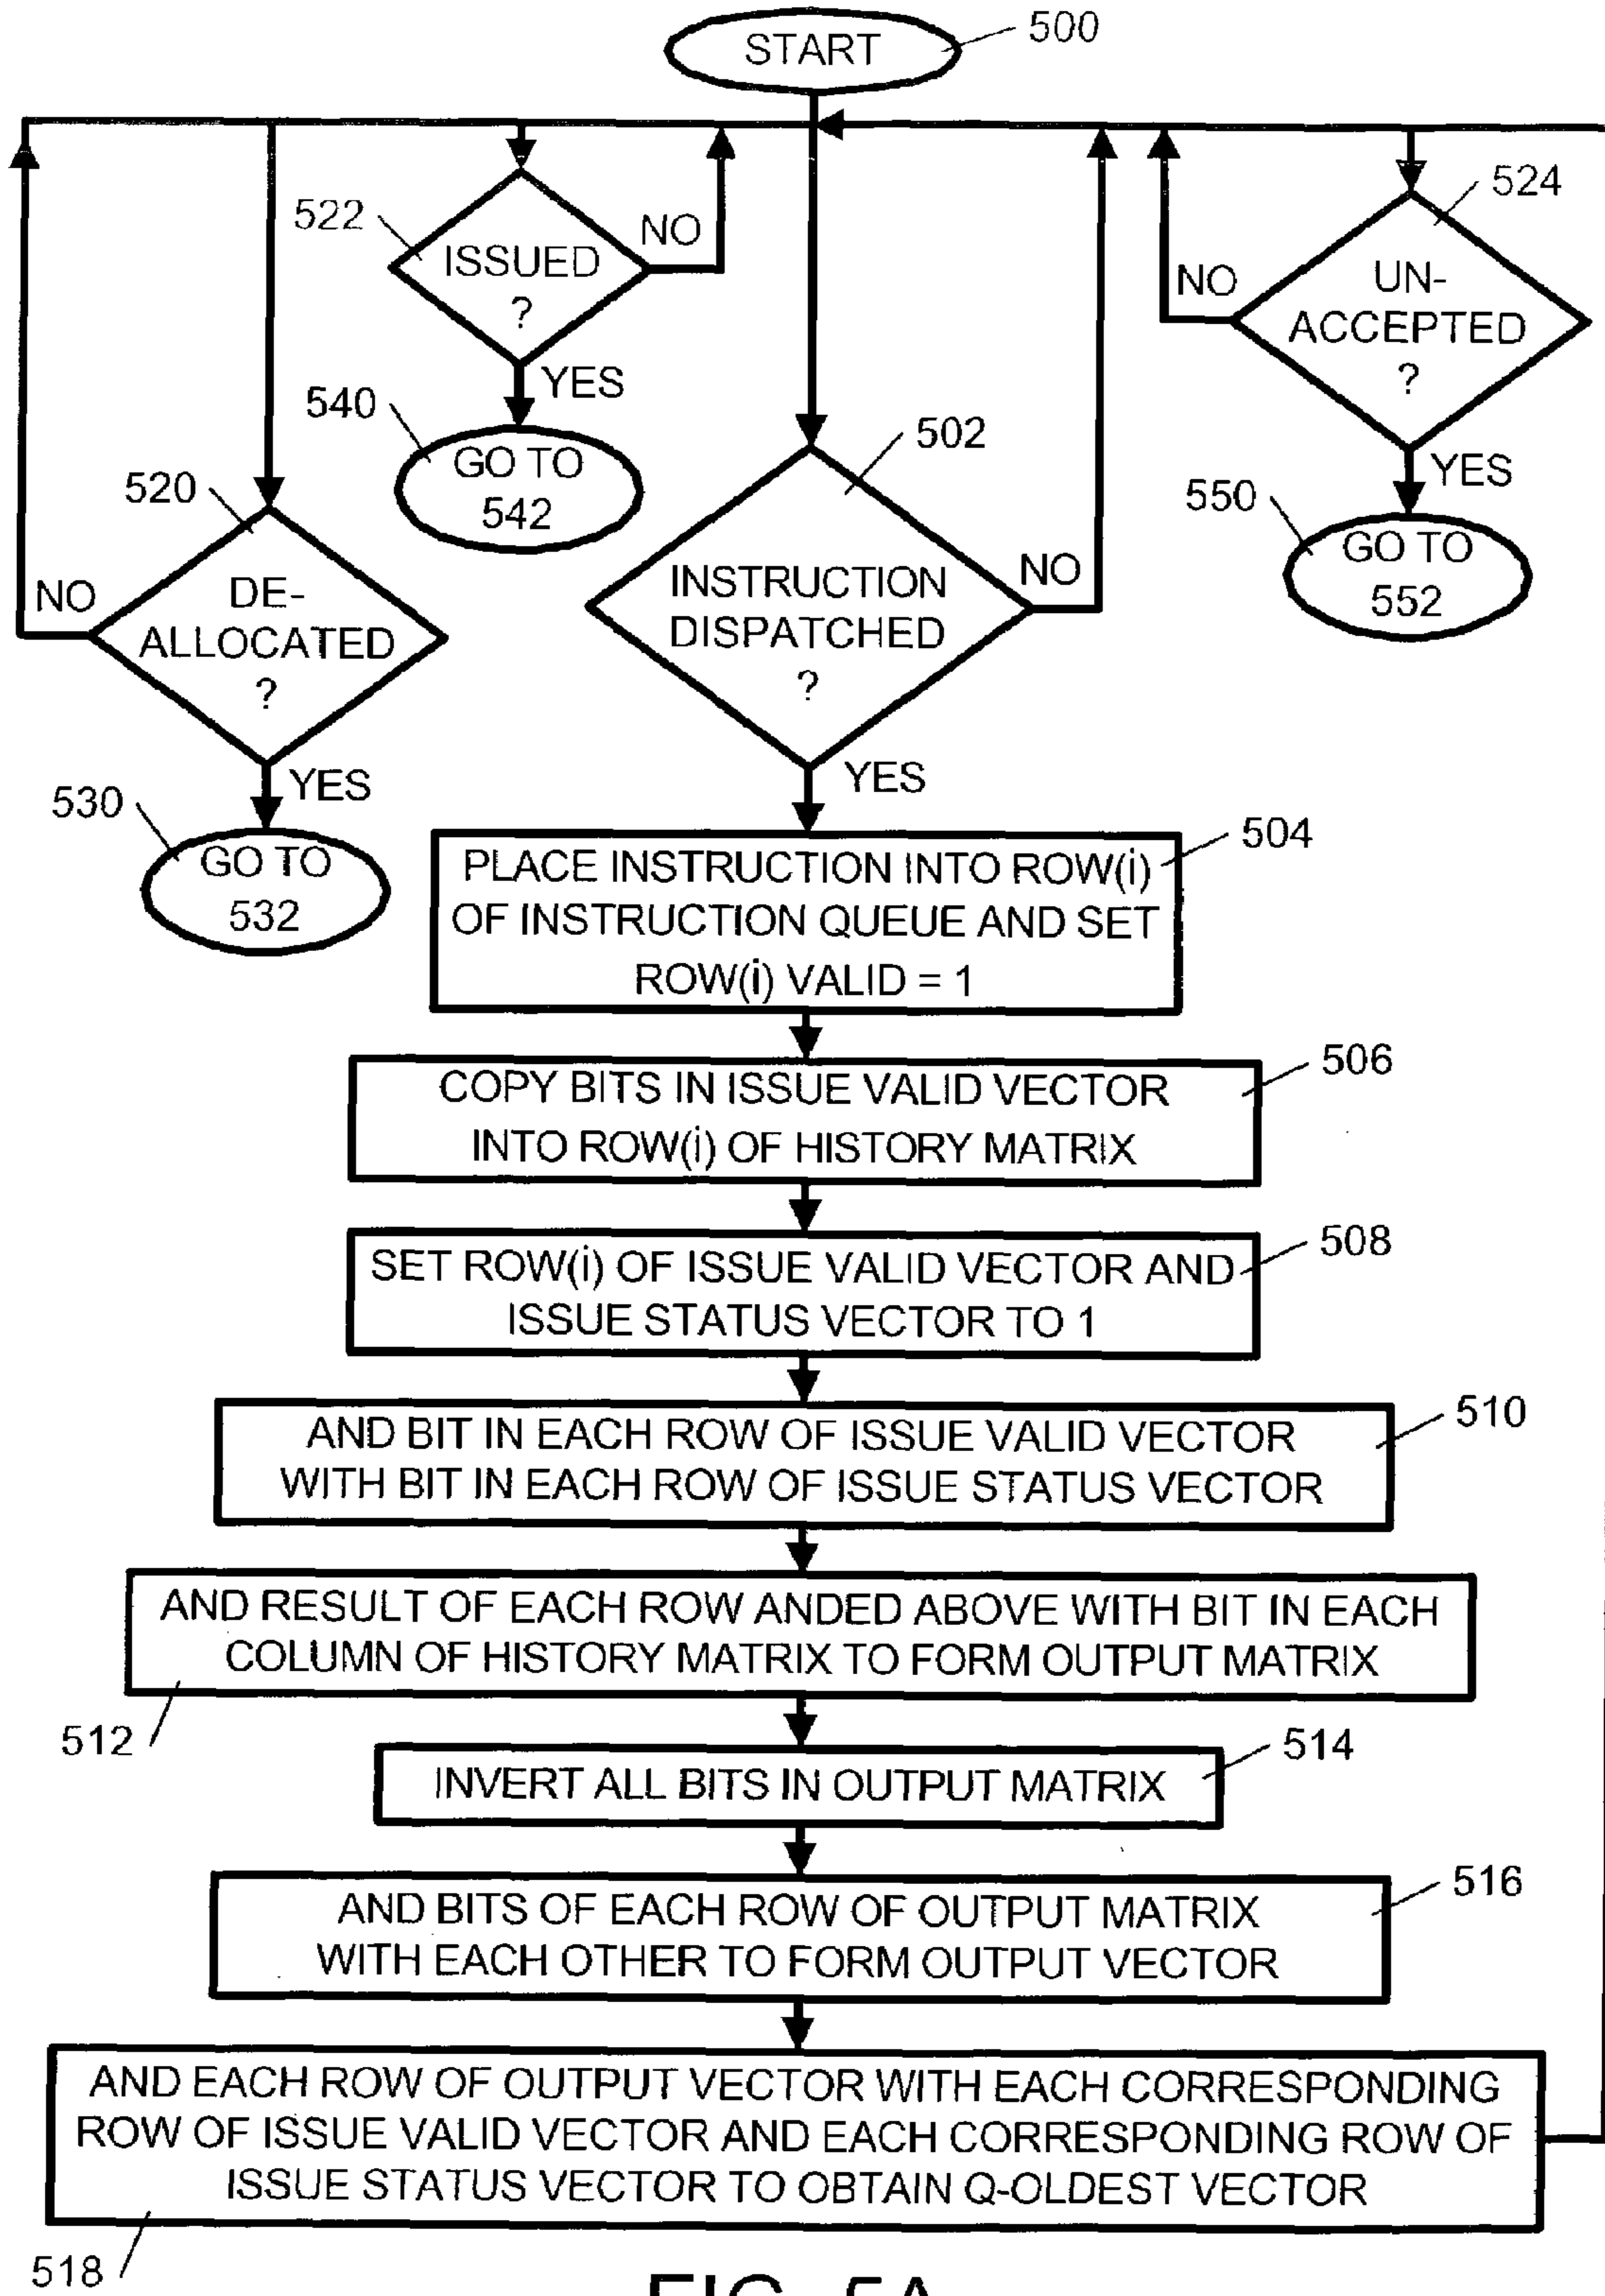 START
500
522
ISSUED
?
NO
YES
540
GO TO
542
524
UN-
ACCEPTED
?
NO
YES
550
GO TO
552
520
DE-
ALLOCATED
?
NO
YES
530
GO TO
532
502
INSTRUCTION
DISPATCHED
?
NO
YES
504
PLACE INSTRUCTION INTO ROW(i)
OF INSTRUCTION QUEUE AND SET
ROW(i) VALID = 1
506
COPY BITS IN ISSUE VALID VECTOR
INTO ROW(i) OF HISTORY MATRIX
508
SET ROW(i) OF ISSUE VALID VECTOR AND
ISSUE STATUS VECTOR TO 1
510
AND BIT IN EACH ROW OF ISSUE VALID VECTOR
WITH BIT IN EACH ROW OF ISSUE STATUS VECTOR
AND RESULT OF EACH ROW ANDED ABOVE WITH BIT IN EACH
COLUMN OF HISTORY MATRIX TO FORM OUTPUT MATRIX
512
514
INVERT ALL BITS IN OUTPUT MATRIX
516
AND BITS OF EACH ROW OF OUTPUT MATRIX
WITH EACH OTHER TO FORM OUTPUT VECTOR
AND EACH ROW OF OUTPUT VECTOR WITH EACH CORRESPONDING
ROW OF ISSUE VALID VECTOR AND EACH CORRESPONDING ROW OF
ISSUE STATUS VECTOR TO OBTAIN Q-OLDEST VECTOR
518
FIG. 5A